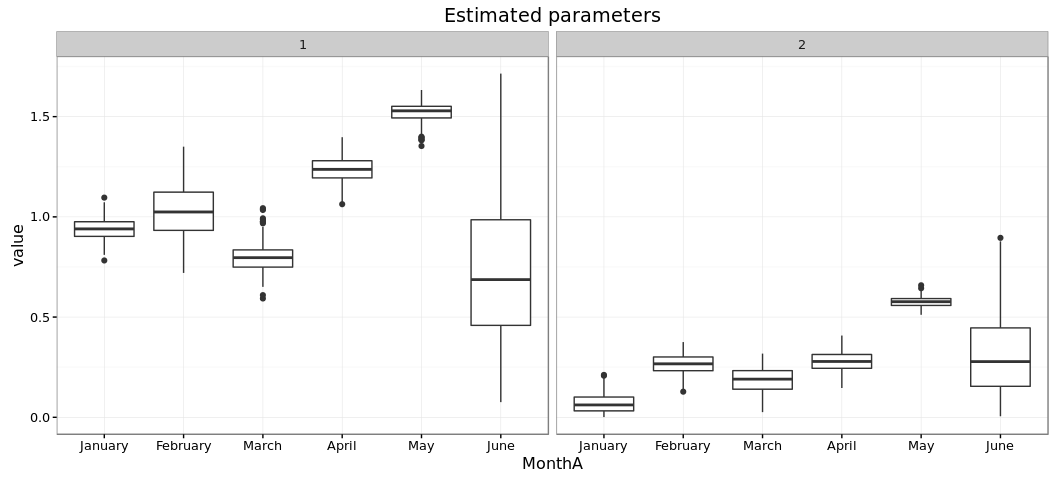 Estimated parameters
1 2
value
1.5
1.0
0.5
0.0
January February March April May June January February March April May June
MonthA